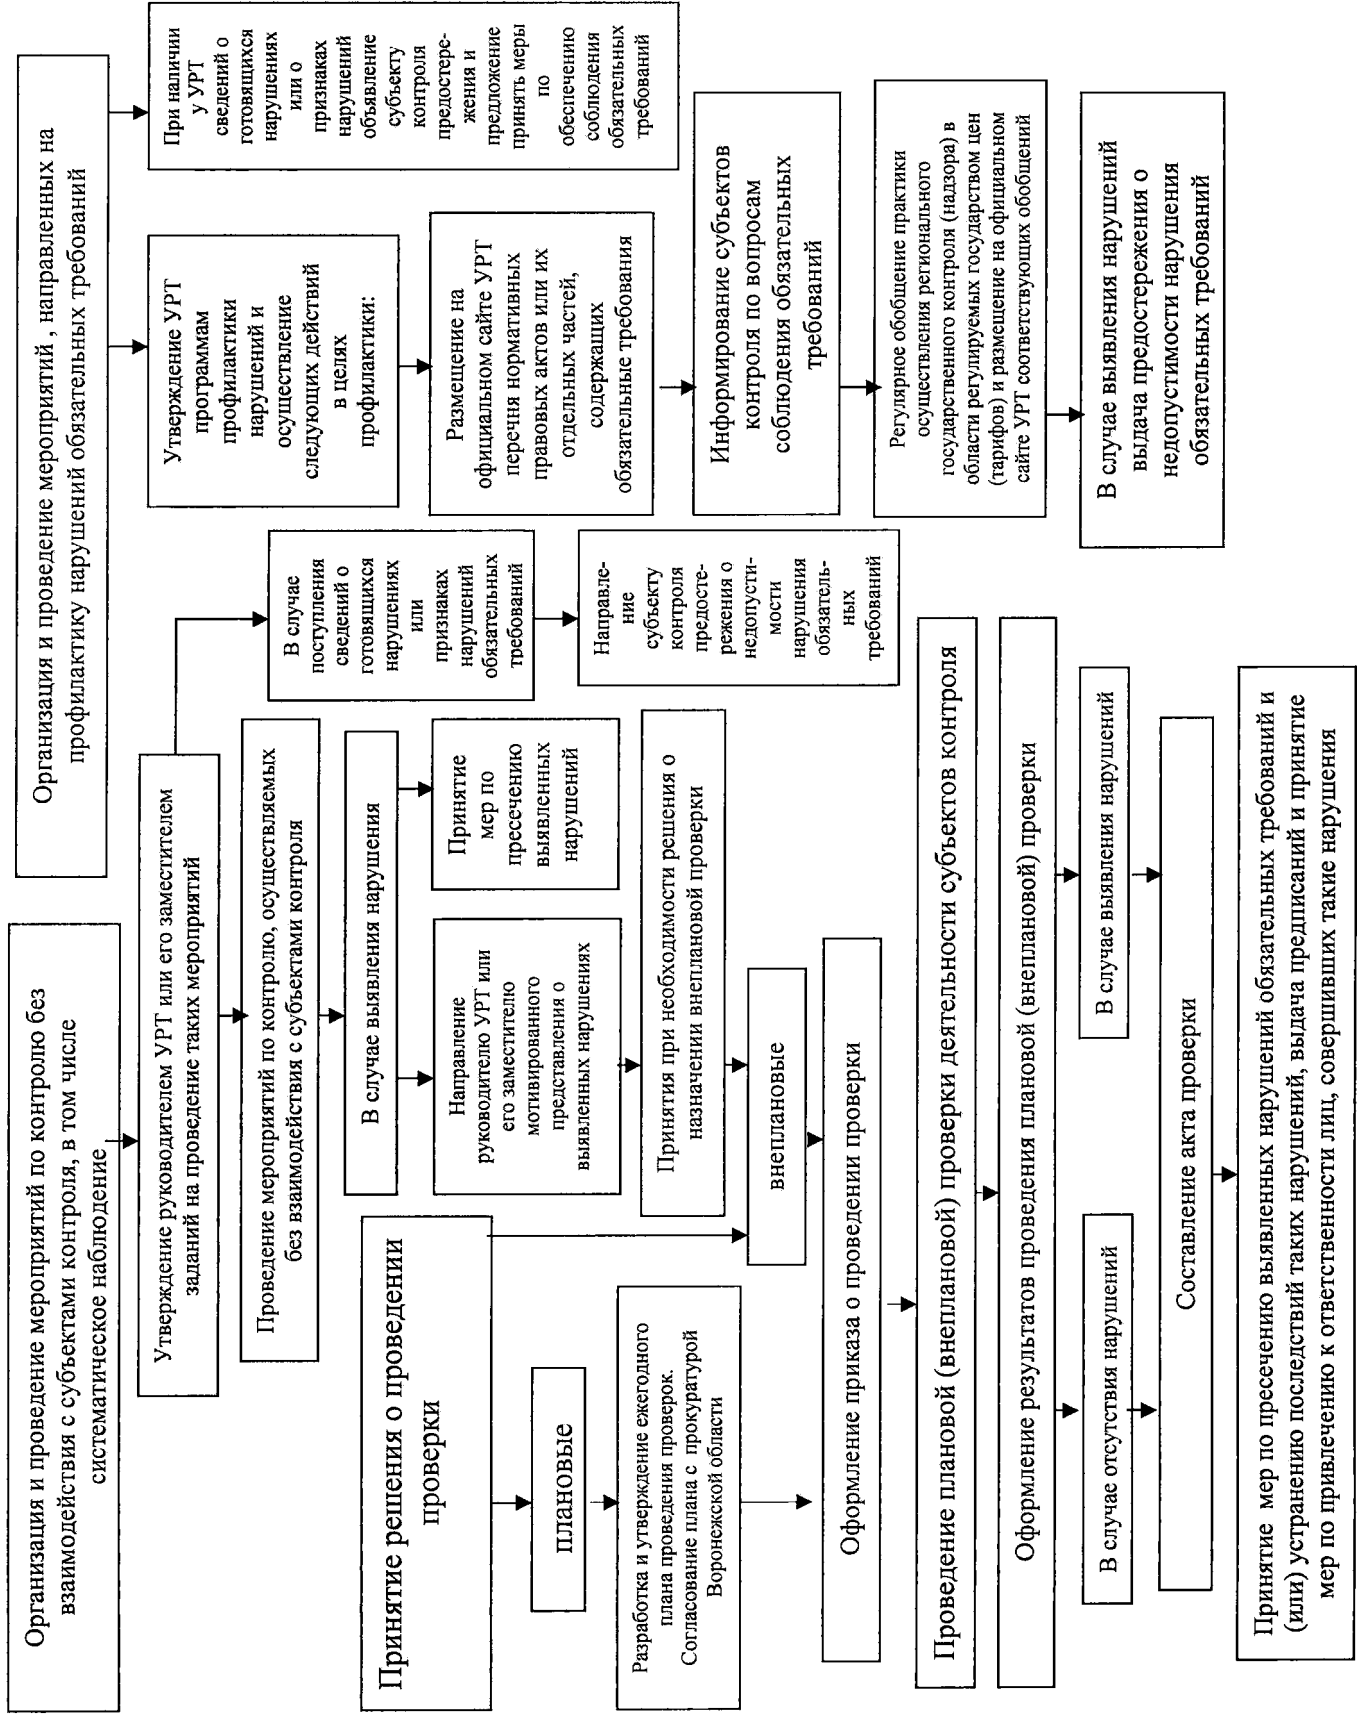 Организация и проведение мероприятий по контролю без
взаимодействия с субъектами контроля, в том числе
систематическое наблюдение
Утверждение руководителем УРТ или его заместителем
заданий на проведение таких мероприятий
Проведение мероприятий по контролю, осуществляемых
без взаимодействия с субъектами контроля
В случае выявления нарушения
Направление
руководителю УРТ или
его заместителю
мотивированного
представления о
выявленных нарушениях
Принятие
мер по
пресечению
выявленных
нарушений
Принятия при необходимости решения о
назначении внеплановой проверки
В случае
поступления
сведений о
готовящихся
нарушениях
или
признаках
нарушений
обязательных
требований
Направле-
ние
субъекту
контроля
предосте-
режения о
недопусти-
мости
нарушения
обязатель-
ных
требований
Организация и проведение мероприятий , направленных на
профилактику нарушений обязательных требований
Утверждение УРТ
программам
профилактики
нарушений и
осуществление
следующих действий
в целях
профилактики:
Размещение на
официальном сайте УРТ
перечня нормативных
правовых актов или их
отдельных частей,
содержащих
обязательные требования
Информирование субъектов
контроля по вопросам
соблюдения обязательных
требований
Регулярное обобщение практики
осуществления регионального
государственного контроля (надзора) в
области регулируемых государством цен
(тарифов) и размещение на официальном
сайте УРТ соответствующих обобщений
В случае выявления нарушений
выдача предостережения о
недопустимости нарушения
обязательных требований
При наличии
у УРТ
сведений о
готовящихся
нарушениях
или о
признаках
нарушений
объявление
субъекту
контроля
предостере-
жения и
предложение
принять меры
по
обеспечению
соблюдения
обязательных
требований
Принятие решения о проведении
проверки
плановые
Разработка и утверждение ежегодного
плана проведения проверок.
Согласование плана с прокуратурой
Воронежской области
внеплановые
Оформление приказа о проведении проверки
Проведение плановой (внеплановой) проверки деятельности субъектов контроля
Оформление результатов проведения плановой (внеплановой) проверки
В случае отсутствия нарушений
В случае выявления нарушений
Составление акта проверки
Принятие мер по пресечению выявленных нарушений обязательных требований и
(или) устранению последствий таких нарушений, выдача предписаний и принятие
мер по привлечению к ответственности лиц, совершивших такие нарушения